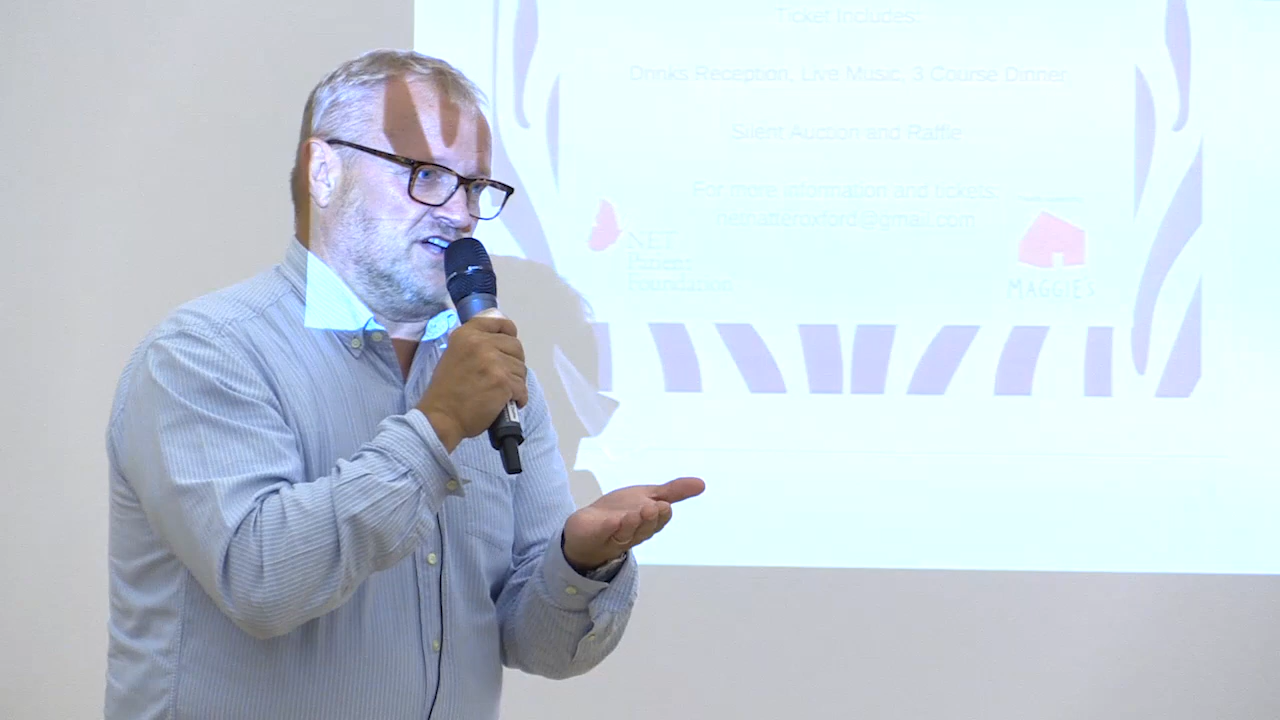 Ticket Includes:
Drinks Reception, Live Music, 3 Course Dinner,
Silent Auction and Raffle
For more information and tickets:
netnatteroxford@gmail.com
NET
Patient
Foundation
MAGGIE'S